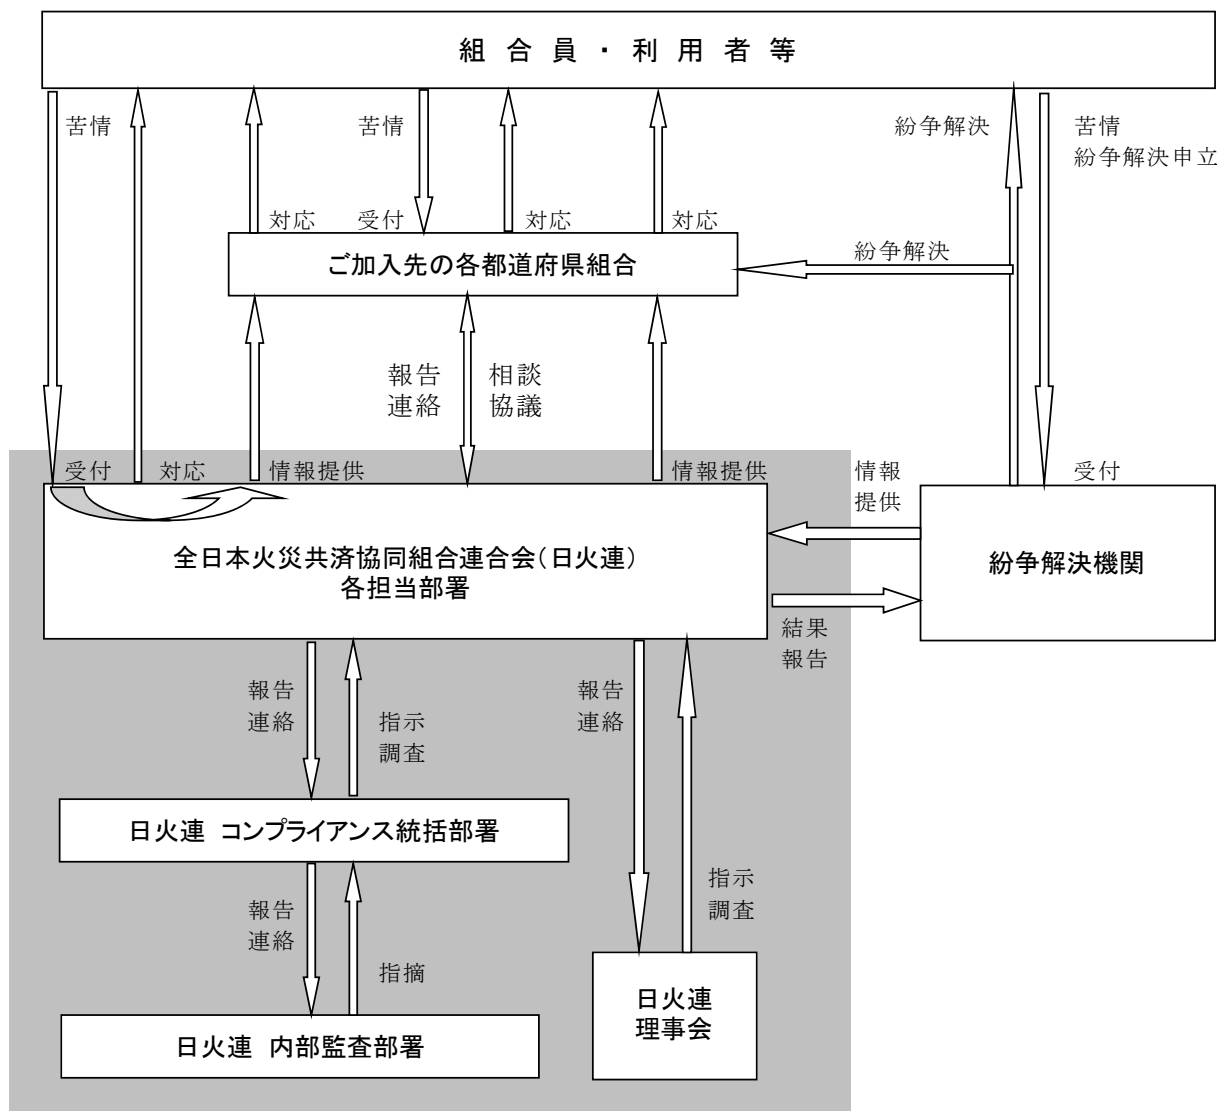 組合員・利用者等
苦情
苦情
紛争解決
苦情
紛争解決申立
対応
受付
対応
対応
ご加入先の各都道府県組合
紛争解決
報告
連絡
相談
協議
受付
対応
情報提供
情報提供
情報
提供
受付
全日本火災共済協同組合連合会(日火連)
各担当部署
紛争解決機関
結果
報告
報告
連絡
指示
調査
報告
連絡
日火連 コンプライアンス統括部署
報告
連絡
指摘
指示
調査
日火連 内部監査部署
日火連
理事会